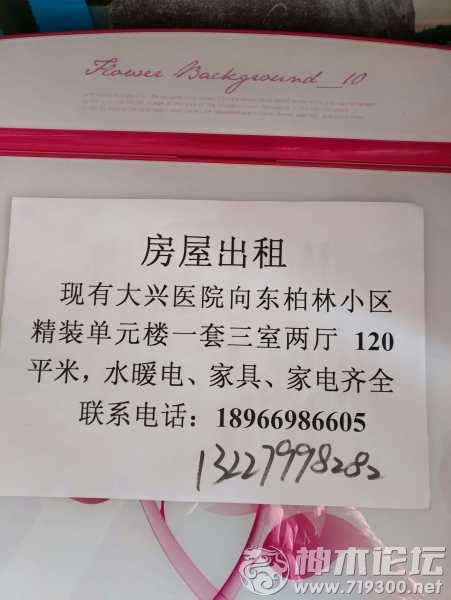 Flower Background_10
房屋出租
现有大兴医院向东柏林小区
精装单元楼一套三室两厅 120
平米，水暖电、家具、家电齐全
联系电话：18966986605
13227998282
神木论坛
www.719300.net